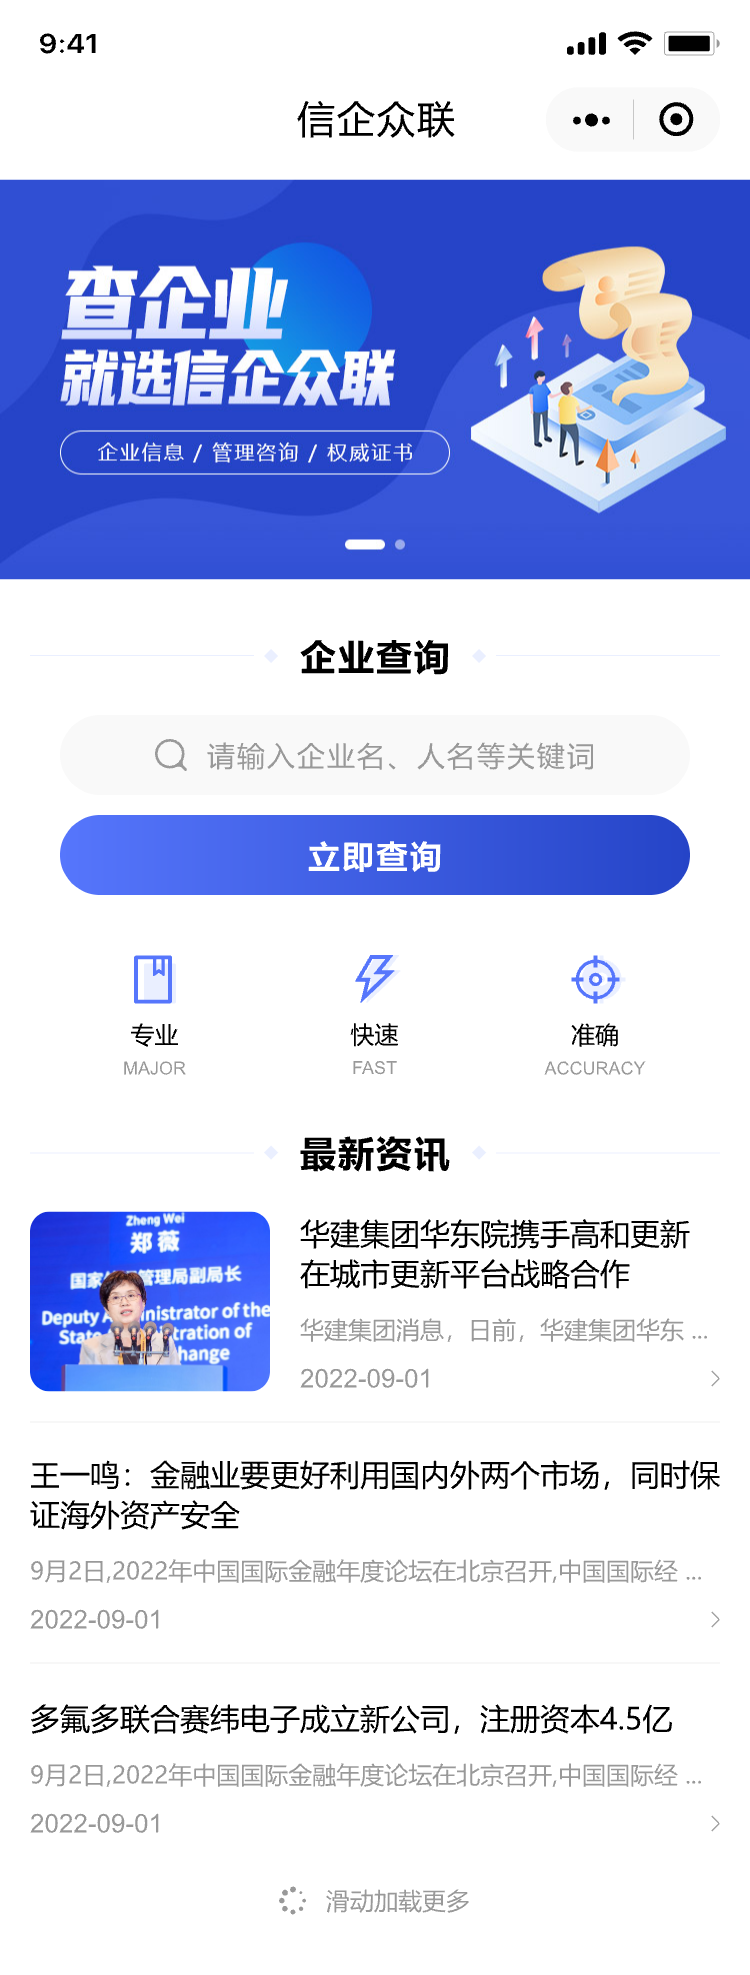 9:41
信企众联
查企业
就选信企众联
企业信息 / 管理咨询 / 权威证书
企业查询
请输入企业名、人名等关键词
立即查询
专业
快速
准确
MAJOR
FAST
ACCURACY
最新资讯
Zheng Wei
郑薇
管理局副局长
Deputy
of the
State
tration of
hange
华建集团华东院携手高和更新
在城市更新平台战略合作
华建集团消息，日前，华建集团华东 ...
2022-09-01
王一鸣：金融业要更好利用国内外两个市场，同时保
证海外资产安全
9月2日,2022年中国国际金融年度论坛在北京召开,中国国际经 ...
2022-09-01
多氟多联合赛纬电子成立新公司，注册资本4.5亿
9月2日,2022年中国国际金融年度论坛在北京召开,中国国际经 ...
2022-09-01
滑动加载更多